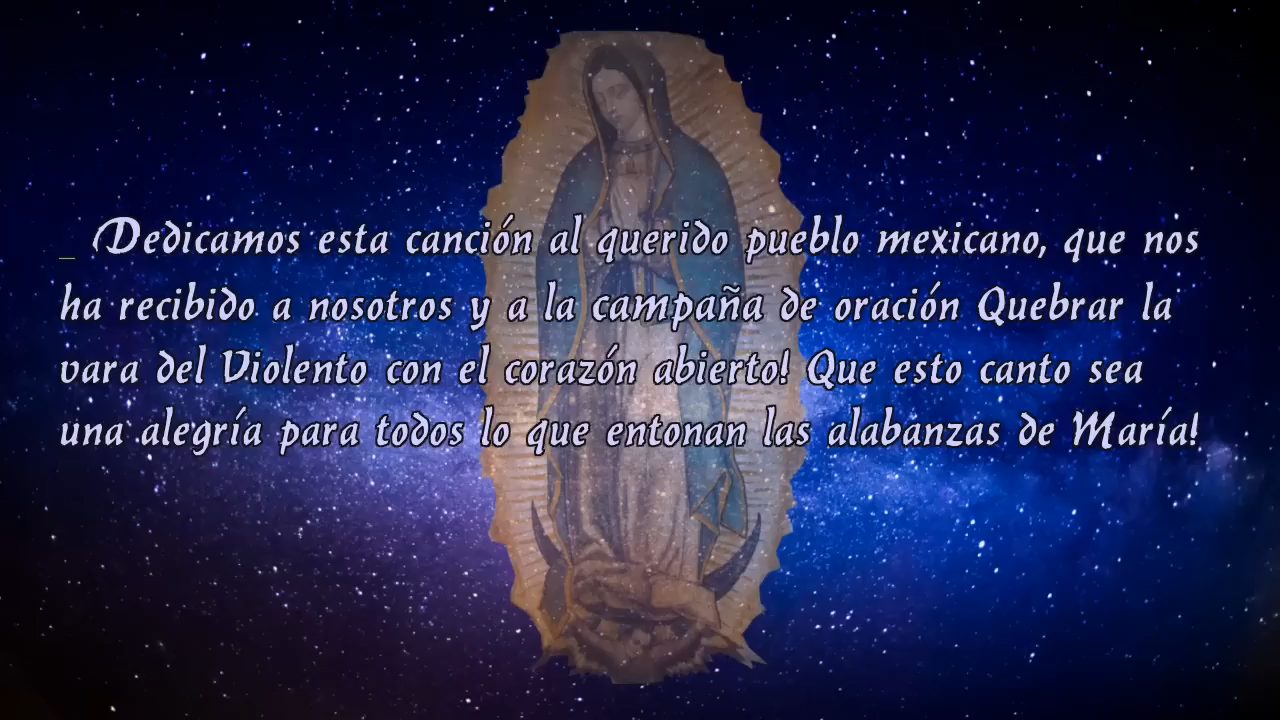 _ Dedicamos esta canción al querido pueblo mexicano, que nos
ha recibido a nosotros y a la campaña de oración Quebrar la
vara del Violento con el corazón abierto! Que esto canto sea
una alegría para todos lo que entonan las alabanzas de María!